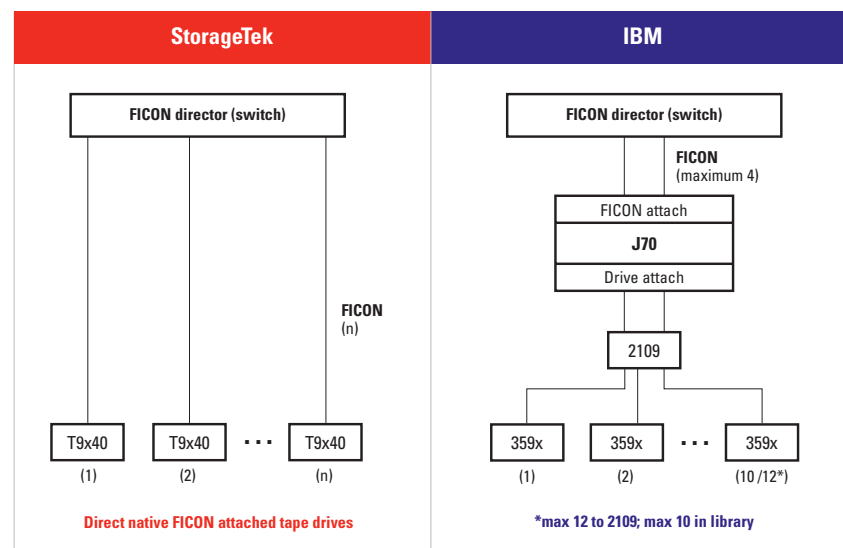 StorageTek
FICON director (switch)
FICON
(n)
T9x40
T9x40
...
T9x40
(1)
(2)
(n)
Direct native FICON attached tape drives
IBM
FICON director (switch)
FICON
(maximum 4)
FICON attach
J70
Drive attach
2109
359x
359x
...
359x
(1)
(2)
(10/12*)
*max 12 to 2109; max 10 in library